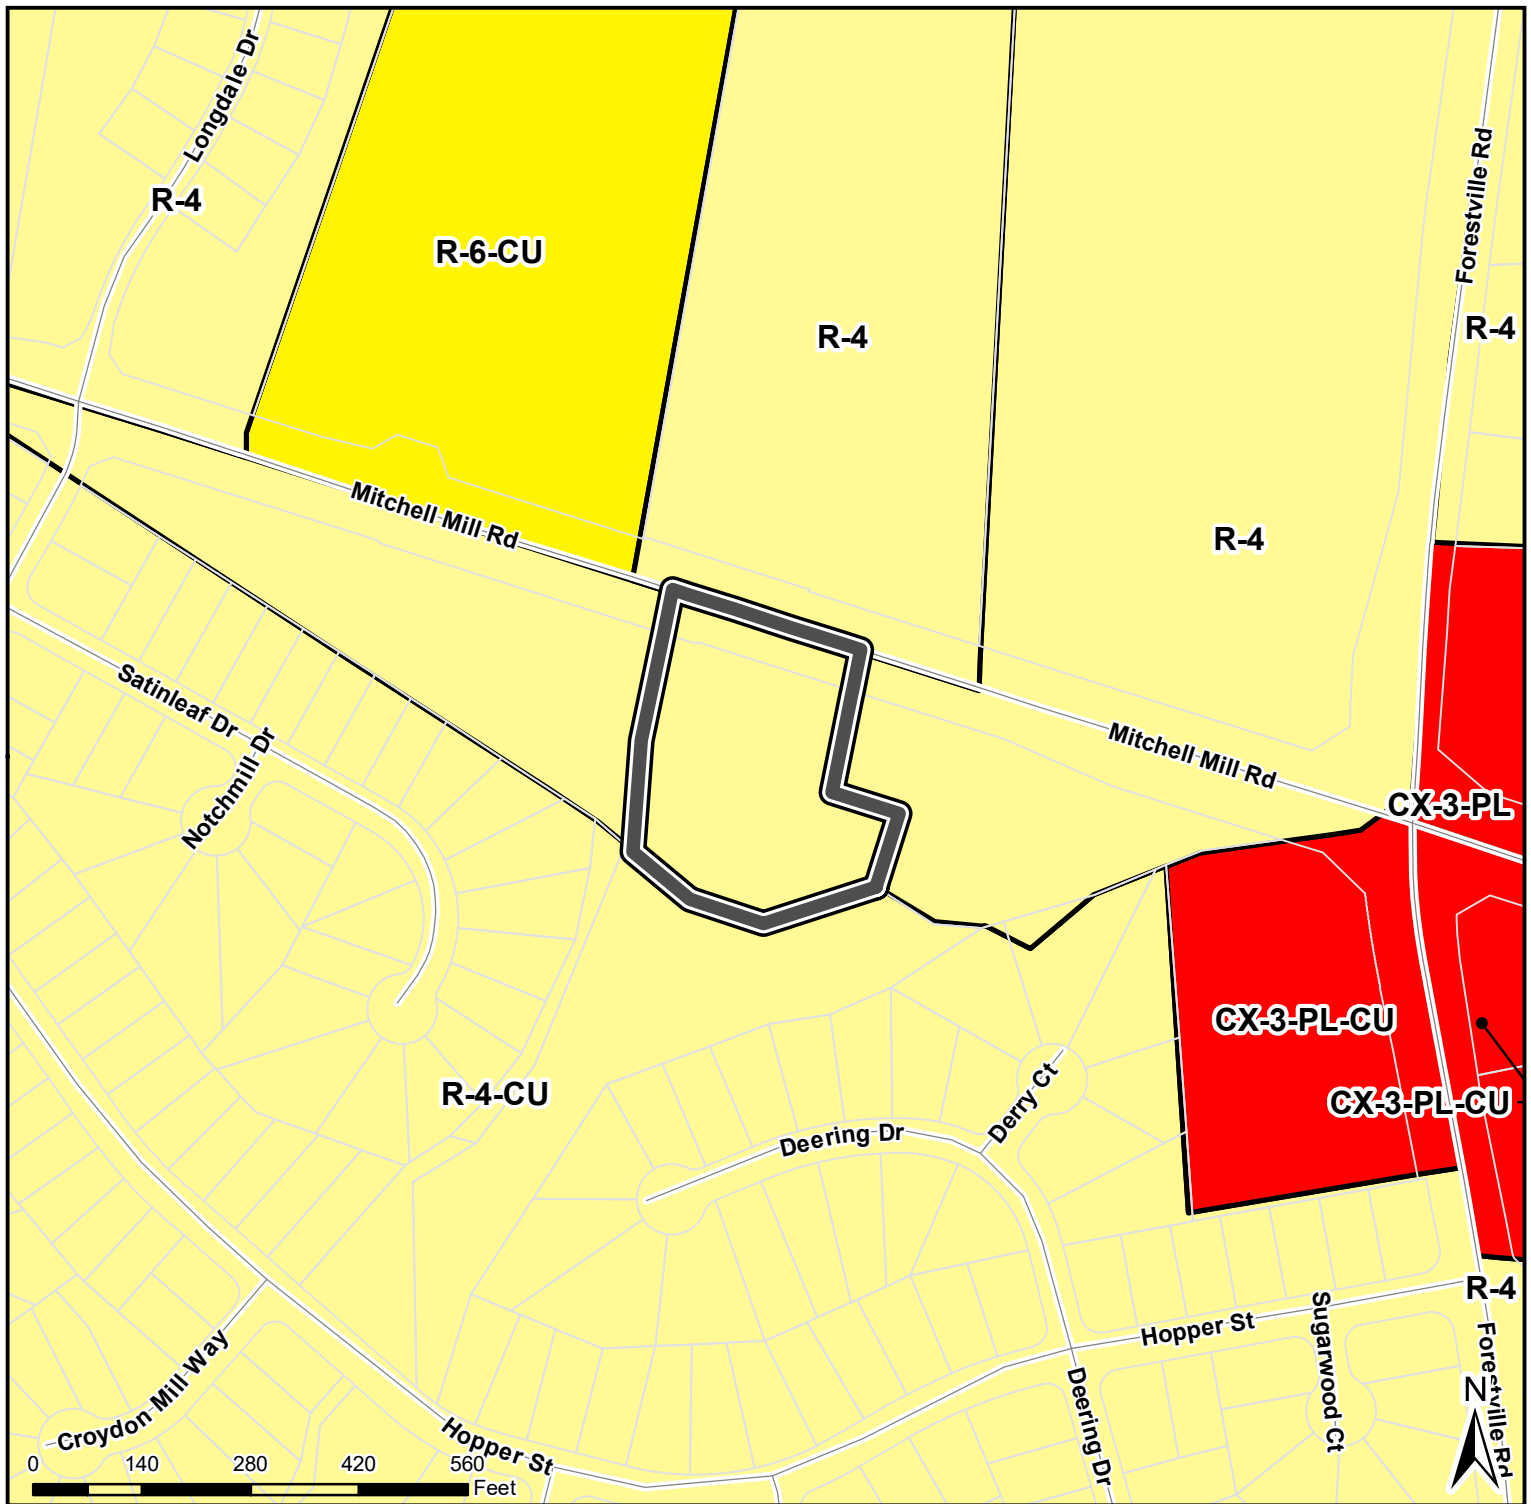 Longdale Dr
R-4
R-6-CU
Forestville Rd
R-4
R-4
Mitchell Mill Rd
R-4
Satinleaf Dr
Notchmill Dr
Mitchell Mill Rd
CX-3-PL
CX-3-PL-CU
R-4-CU
Derry Ct
CX-3-PL-CU
Deering Dr
R-4
Sugarwood Ct
Hopper St
Forestville Rd
Croydon Mill Way
Deering Dr
N
Hopper St
0 140 280 420 560
Feet